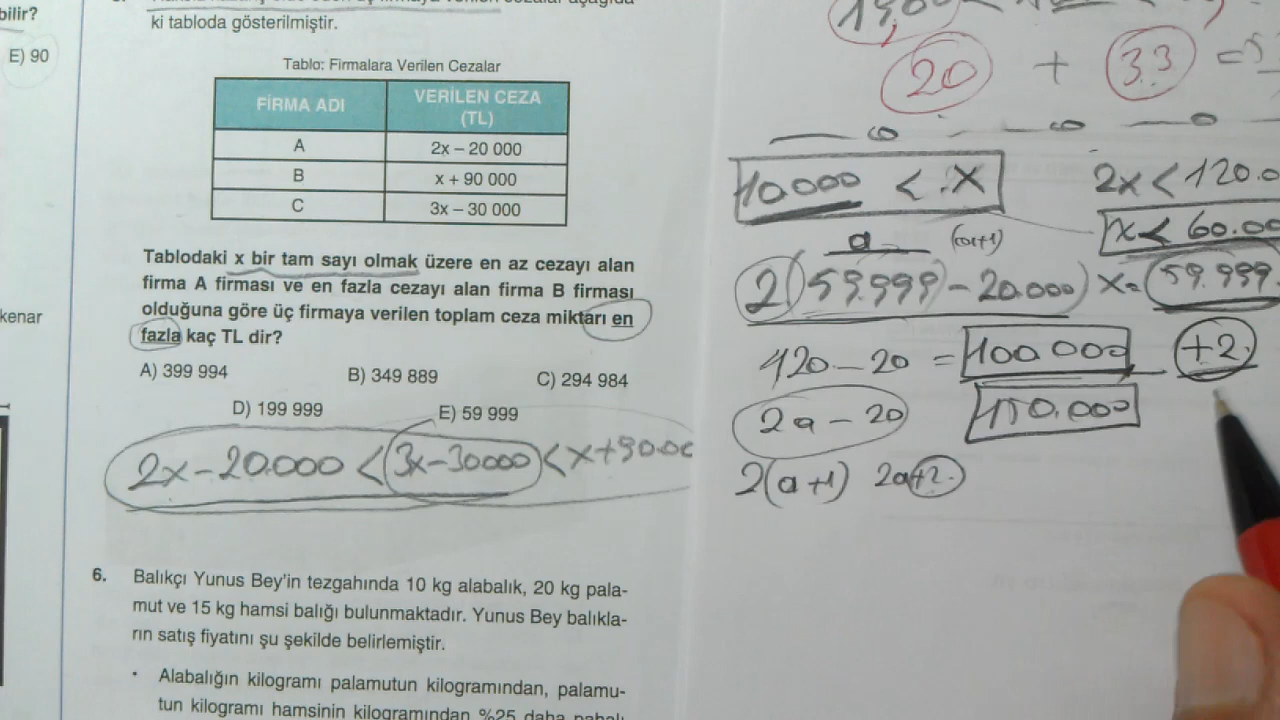 bilir?
E) 90
kenar
ki tabloda gösterilmiştir.
Tablo: Firmalara Verilen Cezalar
FİRMA ADI VERİLEN CEZA (TL)
A 2x – 20 000
B x + 90 000
C 3x – 30 000
Tablodaki x bir tam sayı olmak üzere en az cezayı alan
firma A firması ve en fazla cezayı alan firma B firması
olduğuna göre üç firmaya verilen toplam ceza miktarı en
fazla kaç TL dir?
A) 399 994 B) 349 889 C) 294 984
D) 199 999 E) 59 999
2x-20.000 < 3x-30000 < x+90.00
6. Balıkçı Yunus Bey'in tezgahında 10 kg alabalık, 20 kg pala-
mut ve 15 kg hamsi balığı bulunmaktadır. Yunus Bey balıkla-
rın satış fiyatını şu şekilde belirlemiştir.
• Alabalığın kilogramı palamutun kilogramından, palamu-
tun kilogramı hamsinin kilogramından %25 daha pahalı
20 + 33 =
10.000 < x 2x < 120.0
x < 60.00
a (a+1)
2(59.999 - 20.000) x = 59.999
120 - 20 = 100 000 +2
2a - 20 150.000
2(a+1) 2a+2